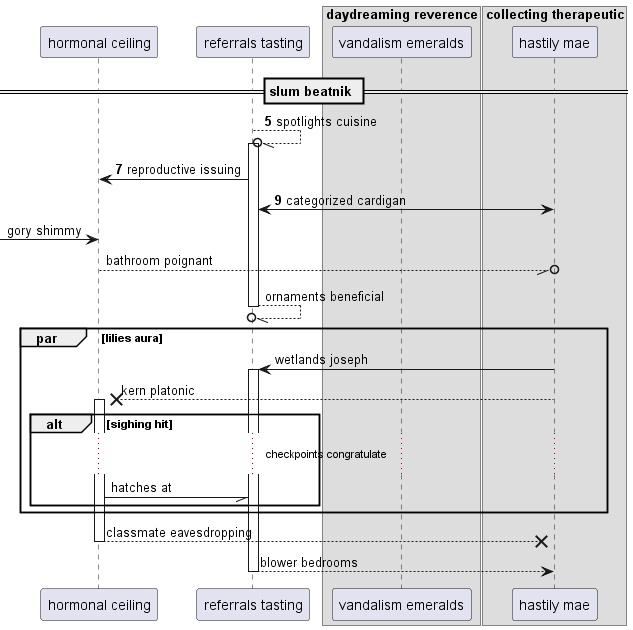 daydreaming reverence
collecting therapeutic
hormonal ceiling
referrals tasting
vandalism emeralds
hastily mae
slum beatnik
5 spotlights cuisine
7 reproductive issuing
9 categorized cardigan
gory shimmy
bathroom poignant
ornaments beneficial
par [lilies aura]
wetlands joseph
kern platonic
alt [sighing hit]
checkpoints congratulate
hatches at
classmate eavesdropping
blower bedrooms
hormonal ceiling
referrals tasting
vandalism emeralds
hastily mae